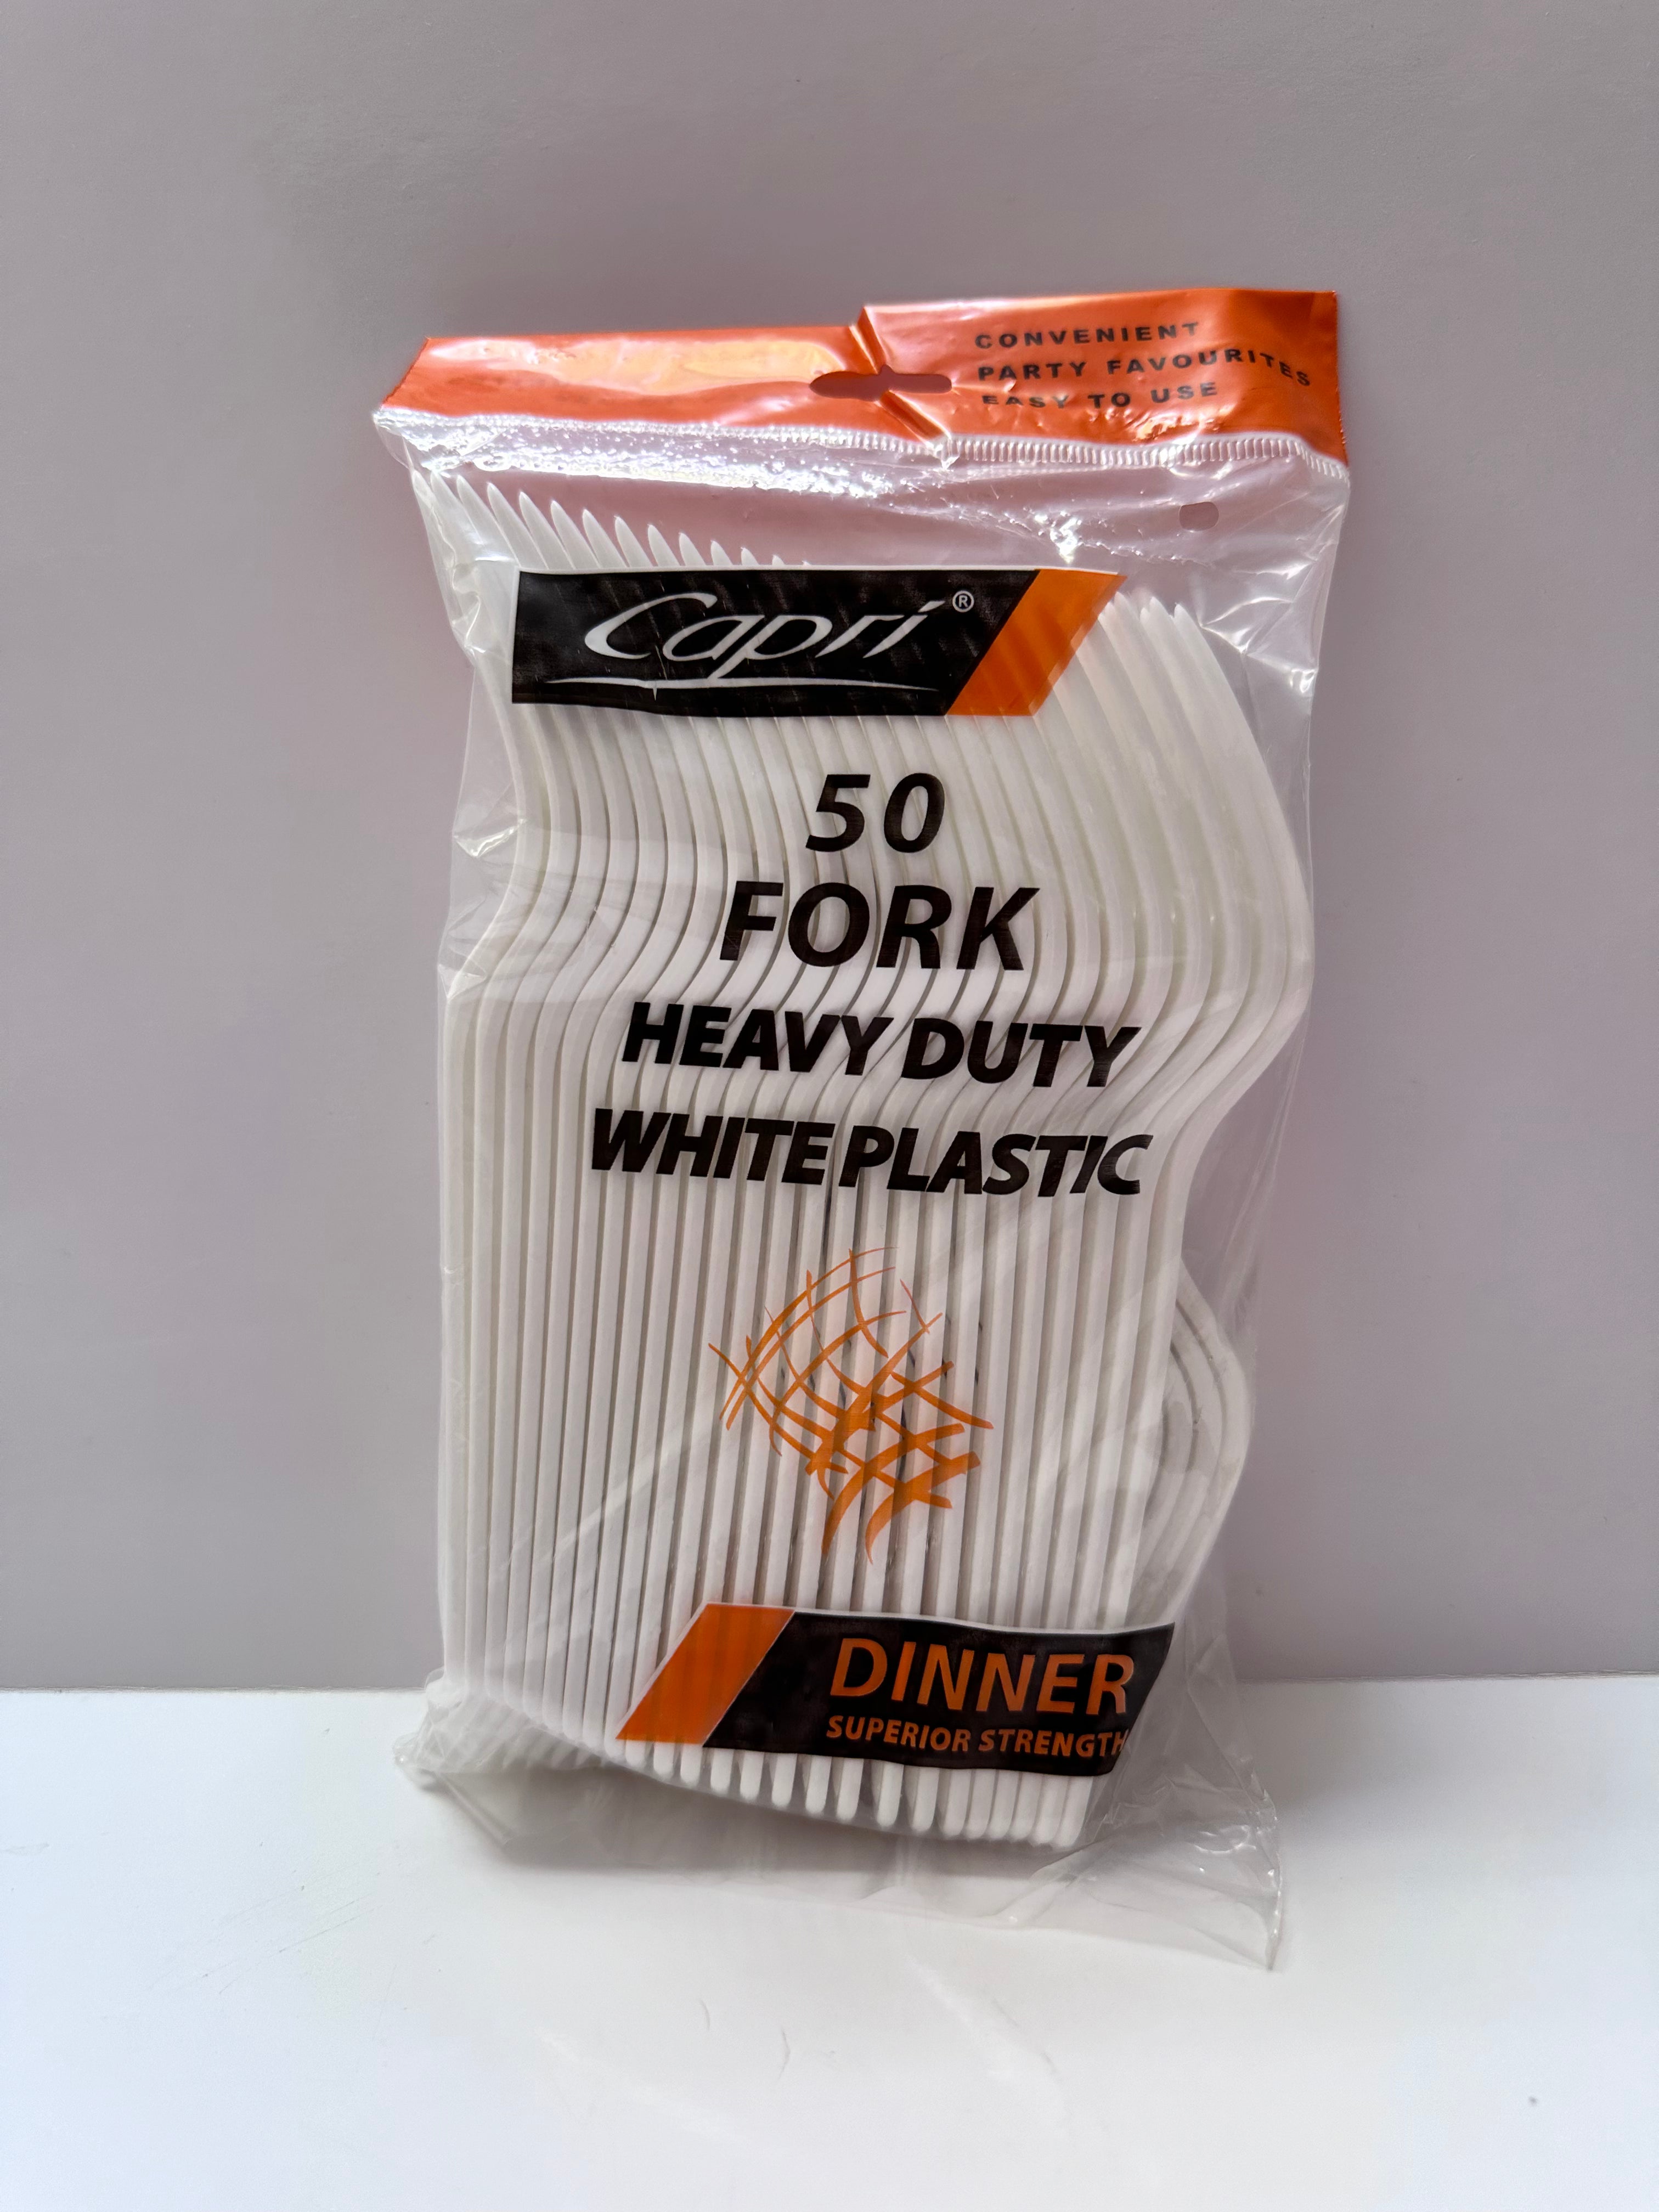 CONVENIENT
PARTY FAVOURITES
EASY TO USE
Capri®
50
FORK
HEAVY DUTY
WHITE PLASTIC
DINNER
SUPERIOR STRENGTH